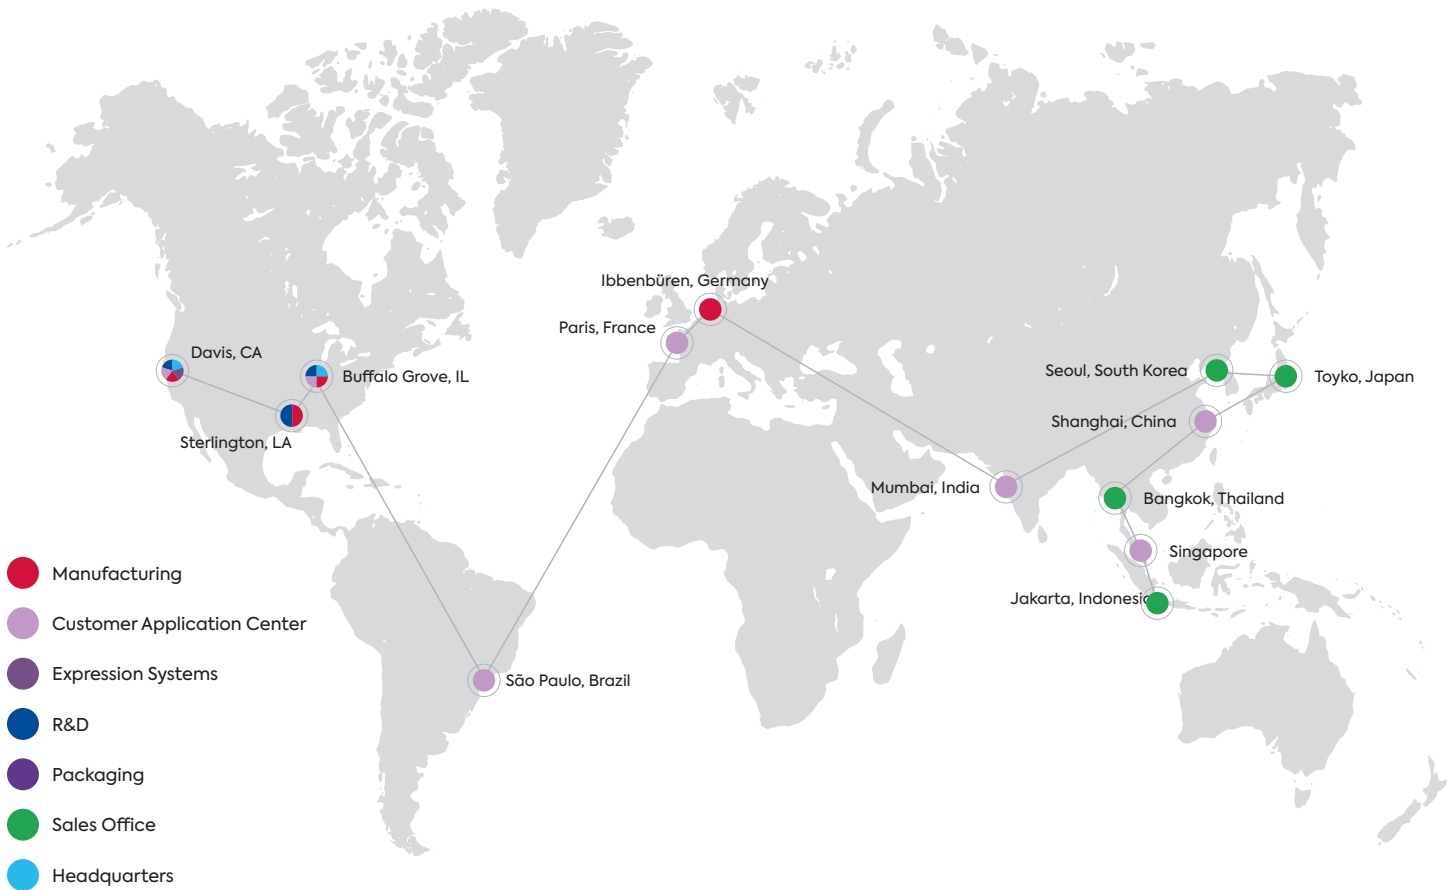 Ibbenbüren, Germany
Paris, France
Davis, CA
Buffalo Grove, IL
Seoul, South Korea
Toyko, Japan
Shanghai, China
Sterlington, LA
Mumbai, India
Bangkok, Thailand
Singapore
Jakarta, Indonesia
São Paulo, Brazil
Manufacturing
Customer Application Center
Expression Systems
R&D
Packaging
Sales Office
Headquarters